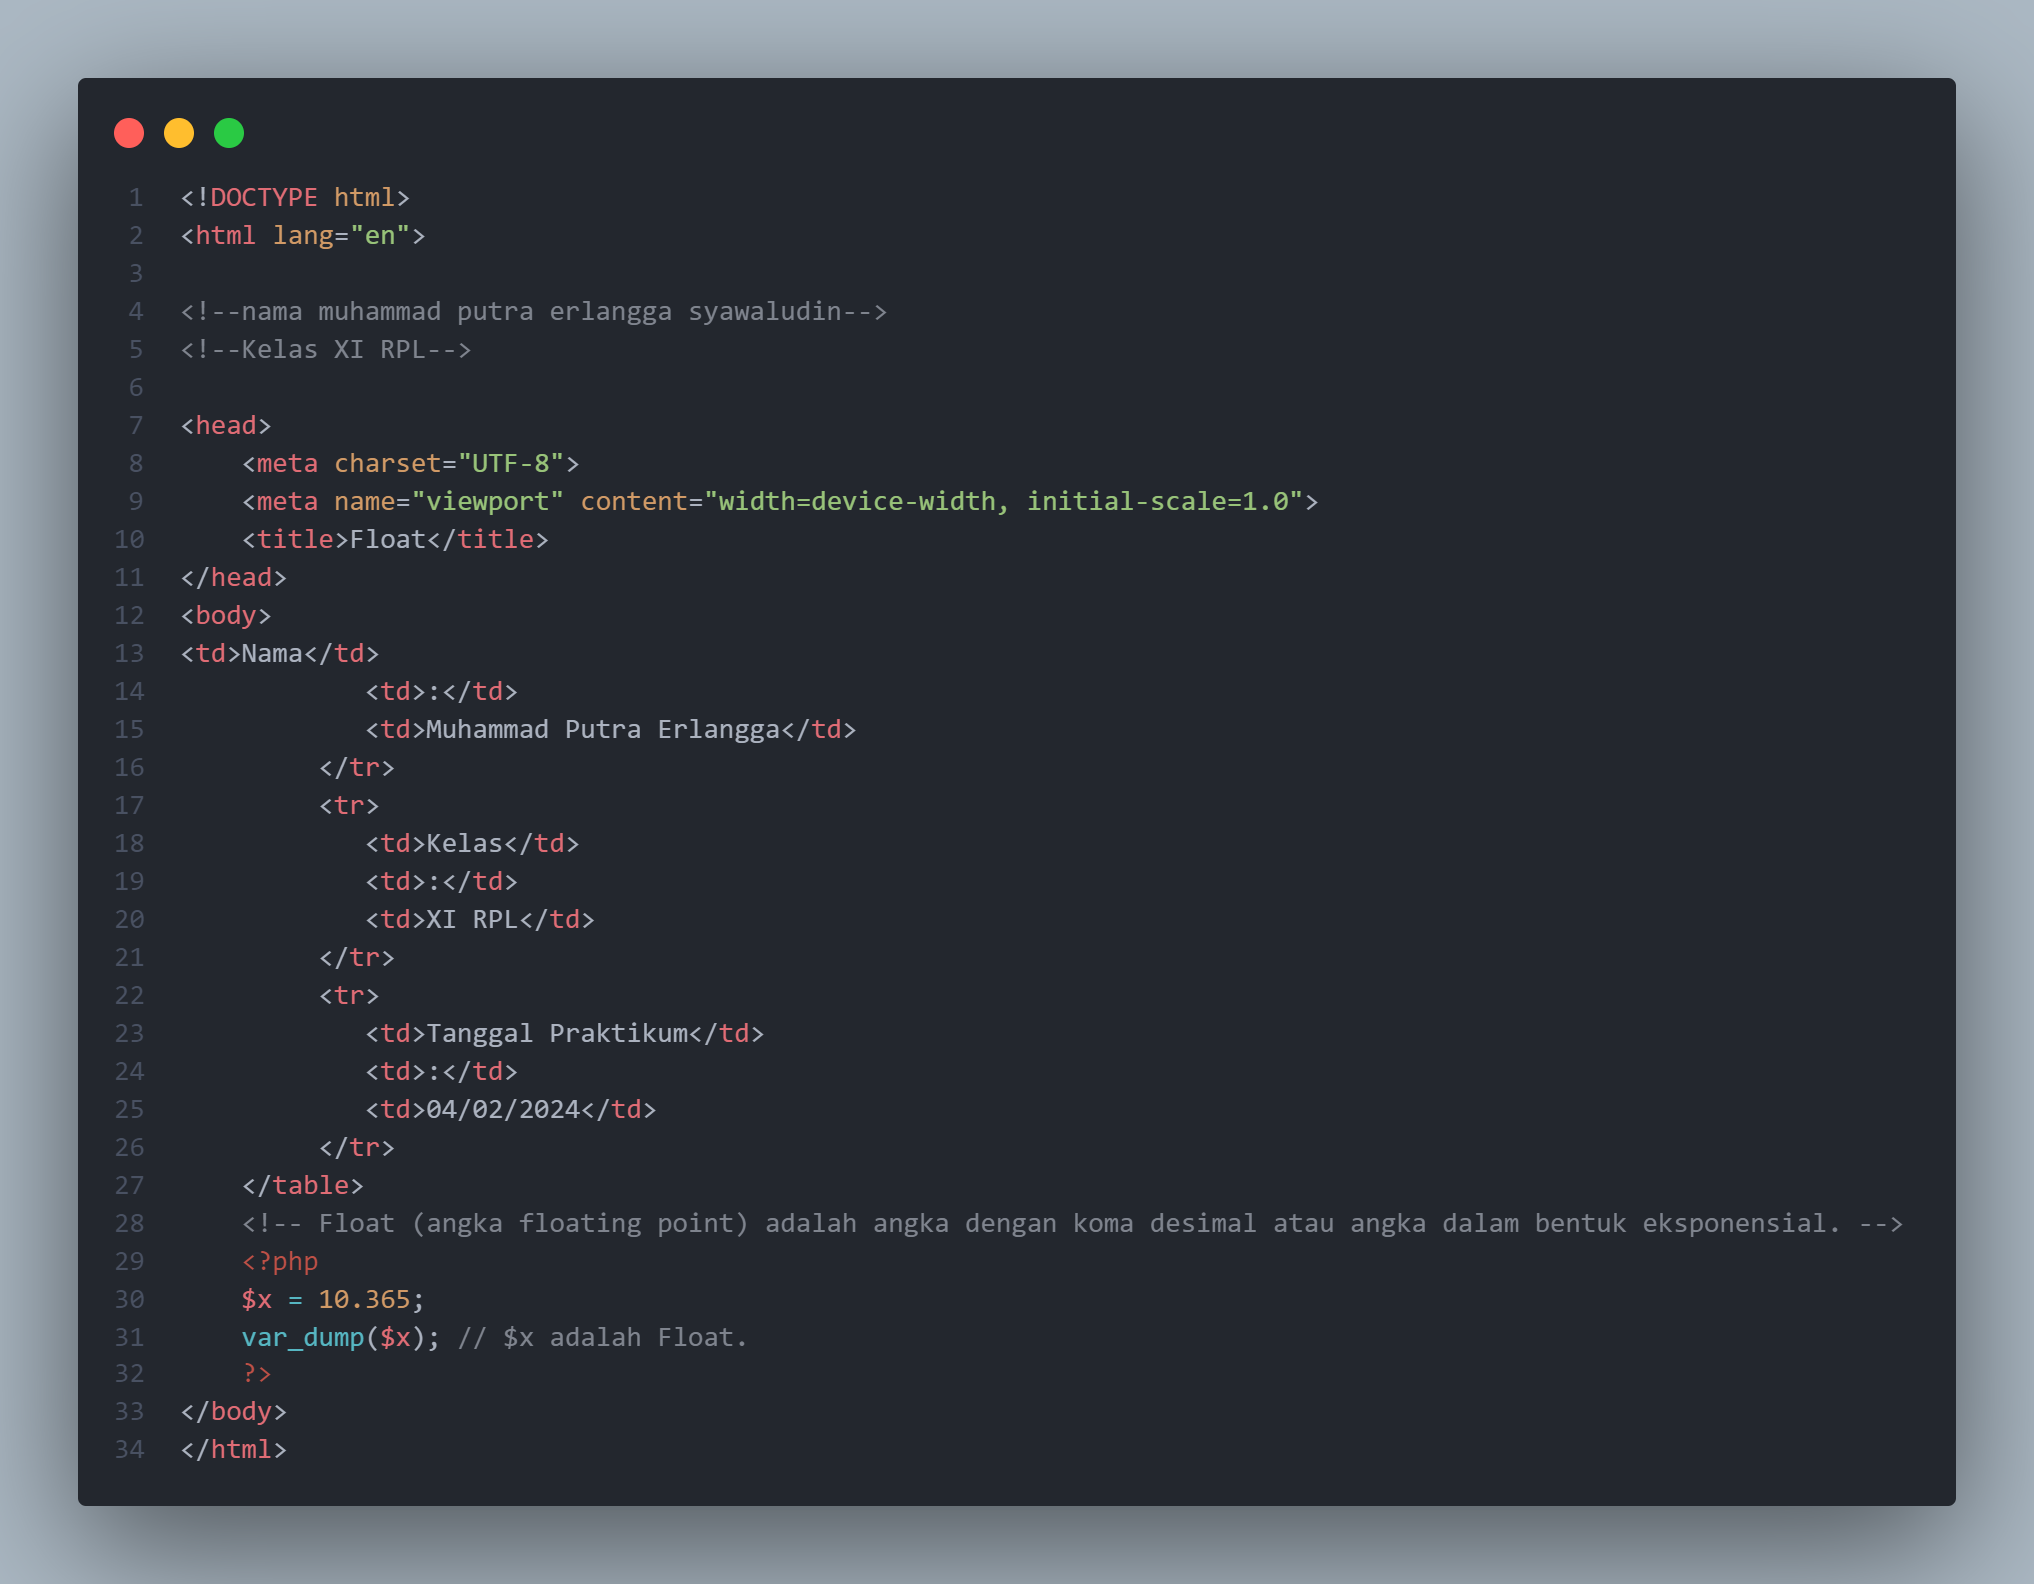 1 <!DOCTYPE html>
2 <html lang="en">
3
4 <!--nama muhammad putra erlangga syawaludin-->
5 <!--Kelas XI RPL-->
6
7 <head>
8     <meta charset="UTF-8">
9     <meta name="viewport" content="width=device-width, initial-scale=1.0">
10     <title>Float</title>
11 </head>
12 <body>
13 <td>Nama</td>
14             <td>:</td>
15             <td>Muhammad Putra Erlangga</td>
16          </tr>
17          <tr>
18             <td>Kelas</td>
19             <td>:</td>
20             <td>XI RPL</td>
21          </tr>
22          <tr>
23             <td>Tanggal Praktikum</td>
24             <td>:</td>
25             <td>04/02/2024</td>
26          </tr>
27     </table>
28     <!-- Float (angka floating point) adalah angka dengan koma desimal atau angka dalam bentuk eksponensial. -->
29     <?php
30     $x = 10.365;
31     var_dump($x); // $x adalah Float.
32     ?>
33 </body>
34 </html>